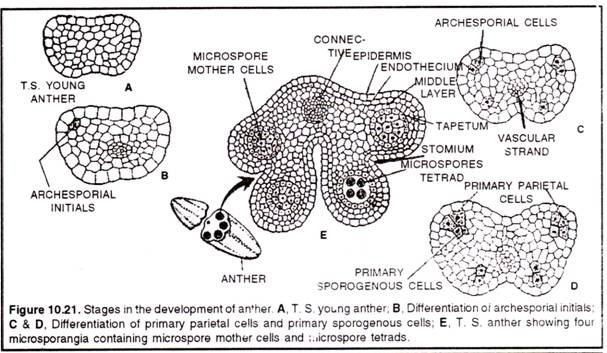 T.S. YOUNG
ANTHER
A
ARCHESPORIAL
INITIALS
B
MICROSPORE
MOTHER CELLS
CONNEC-
TIVE
EPIDERMIS
ENDOTHECIUM
MIDDLE
LAYER
TAPETUM
STOMIUM
MICROSPORES
TETRAD
E
ANTHER
ARCHESPORIAL CELLS
VASCULAR
STRAND
C
PRIMARY PARIETAL
CELLS
PRIMARY
SPOROGENOUS CELLS
D
Figure 10.21. Stages in the development of anther. A, T. S. young anther; B, Differentiation of archesporial initials;
C & D, Differentiation of primary parietal cells and primary sporogenous cells; E, T. S. anther showing four
microsporangia containing microspore mother cells and microspore tetrads.